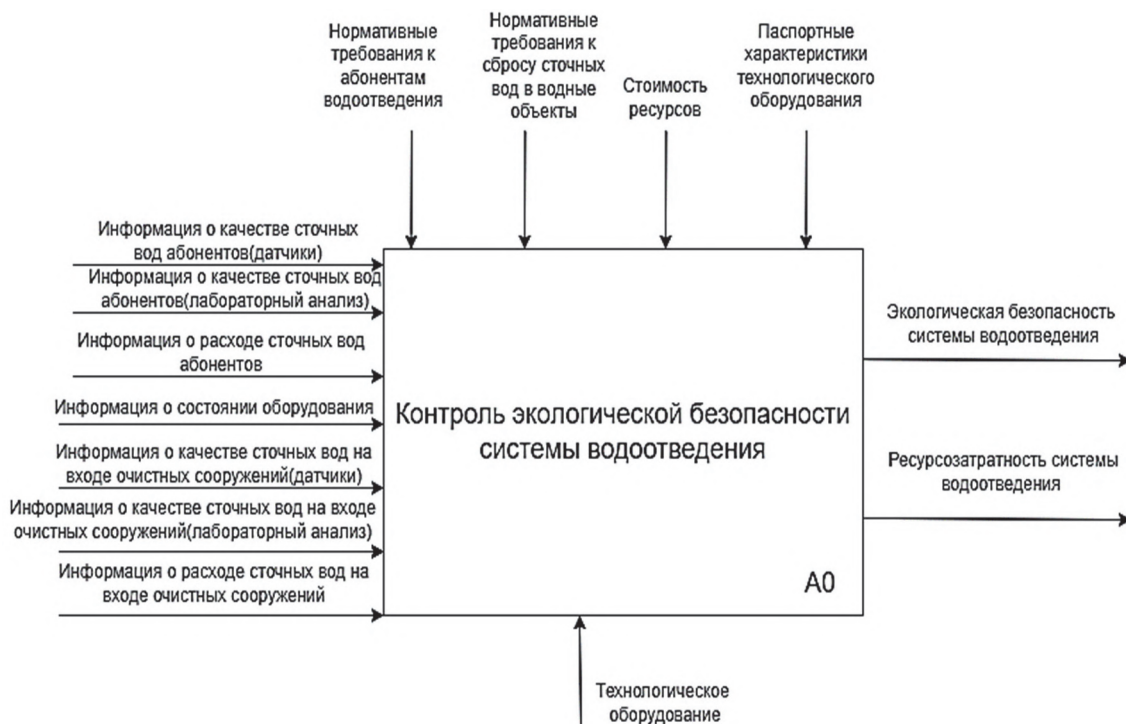 Нормативные
требования к
абонентам
водоотведения
Нормативные
требования к
сбросу сточных
вод в водные
объекты
Стоимость
ресурсов
Паспортные
характеристики
технологического
оборудования
Информация о качестве сточных
вод абонентов(датчики)
Информация о качестве сточных вод
абонентов(лабораторный анализ)
Информация о расходе сточных вод
абонентов
Информация о состоянии оборудования
Информация о качестве сточных вод на
входе очистных сооружений(датчики)
Информация о качестве сточных вод на входе
очистных сооружений(лабораторный анализ)
Информация о расходе сточных вод на
входе очистных сооружений
Контроль экологической безопасности
системы водоотведения
A0
Экологическая безопасность
системы водоотведения
Ресурсозатратность системы
водоотведения
Технологическое
оборудование